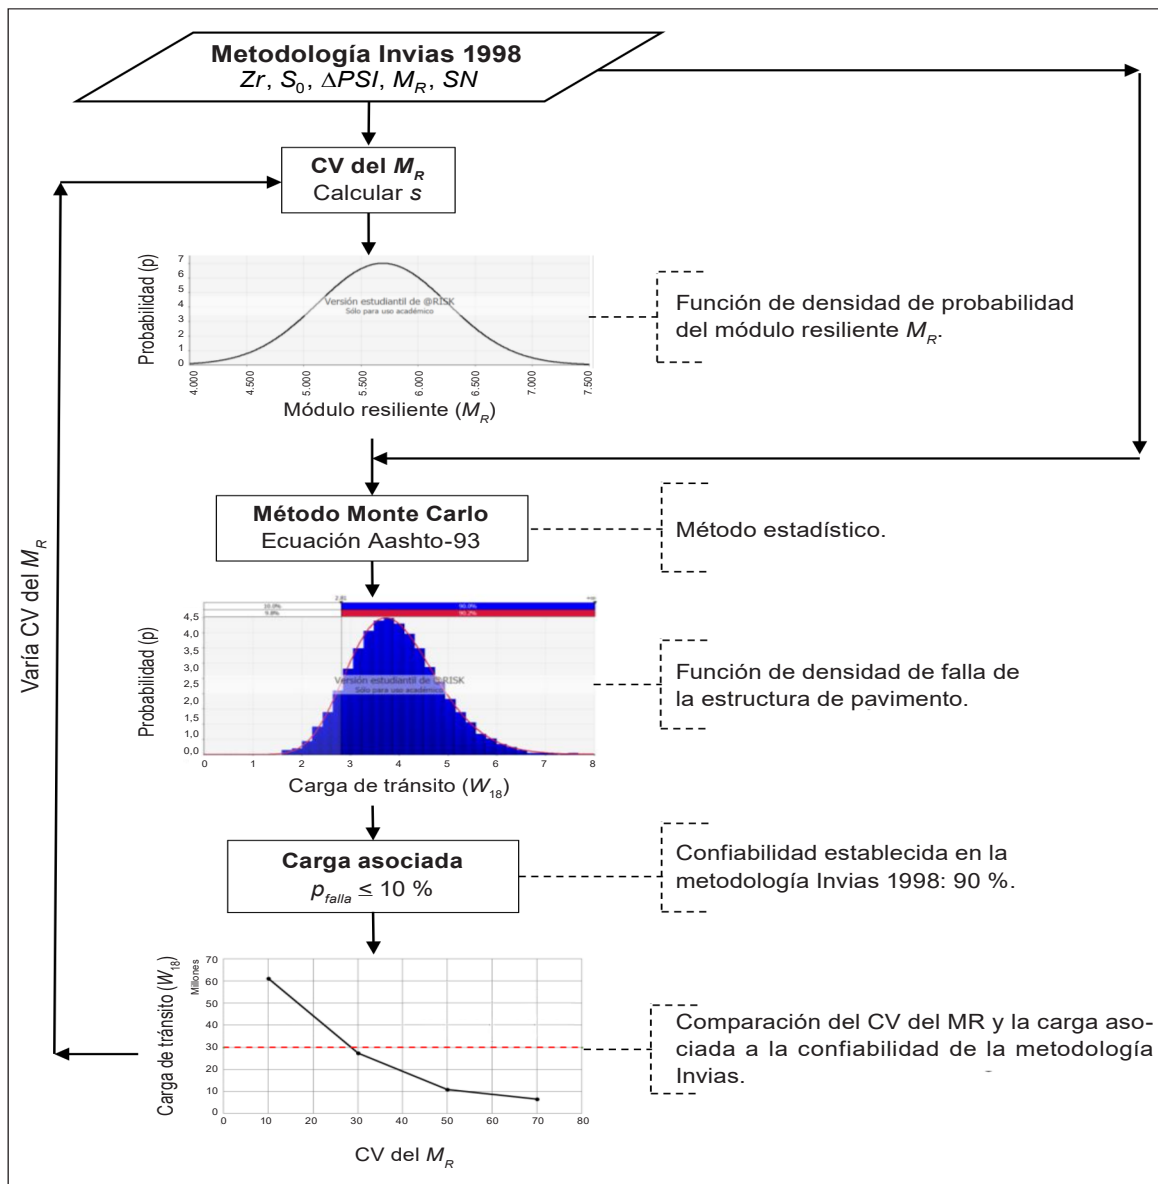 Metodología Invias 1998
Zr, S0, ΔPSI, MR, SN
CV del MR
Calcular s
Probabilidad (p)
7
6
5
4
3
2
1
0
Versión estudiantil de @RISK
Sólo para uso académico
4.000
4.500
5.000
5.500
6.000
6.500
7.000
7.500
Módulo resiliente (MR)
Función de densidad de probabilidad
del módulo resiliente MR.
Método Monte Carlo
Ecuación Aashto-93
Método estadístico.
Varía CV del MR
Probabilidad (p)
2.81
+∞
10.0%
90.0%
9.8%
90.2%
4,5
4,0
3,5
3,0
2,5
2,0
1,5
1,0
0,0
Versión estudiantil de @RISK
Sólo para uso académico
0 1 2 3 4 5 6 7 8
Carga de tránsito (W18)
Función de densidad de falla de
la estructura de pavimento.
Carga asociada
pfalla ≤ 10 %
Confiabilidad establecida en la
metodología Invias 1998: 90 %.
Carga de tránsito (W18)
Millones
70
60
50
40
30
20
10
0
0 10 20 30 40 50 60 70 80
CV del MR
Comparación del CV del MR y la carga aso-
ciada a la confiabilidad de la metodología
Invias.